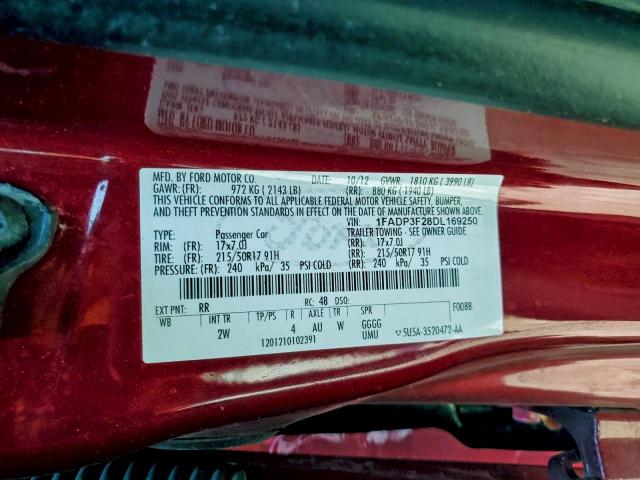 MFD. BY FORD MOTOR CO. DATE: 10/12 GVWR: 1810 KG ( 3990 LB)
GAWR: (FR): 972 KG ( 2143 LB) (RR): 880 KG ( 1940 LB)
THIS VEHICLE CONFORMS TO ALL APPLICABLE FEDERAL MOTOR VEHICLE SAFETY, BUMPER,
AND THEFT PREVENTION STANDARDS IN EFFECT ON THE DATE OF MANUFACTURE SHOWN ABOVE.
VIN: 1FADP3F28DL169250
TYPE: Passenger Car TRAILER TOWING - SEE OWNER GUIDE
RIM: (FR): 17x7.0J (RR): 17x7.0J
TIRE: (FR): 215/50R17 91H (RR): 215/50R17 91H
PRESSURE: (FR) 240 kPa/ 35 PSI COLD (RR): 240 kPa/ 35 PSI COLD
EXT PNT: RR RC: 48 DSO: F0088
WB INT TR TP/PS R AXLE TR SPR
2W 4 AU W GGGG
1201210102391 UMU ▽ SU5A-3520472-AA